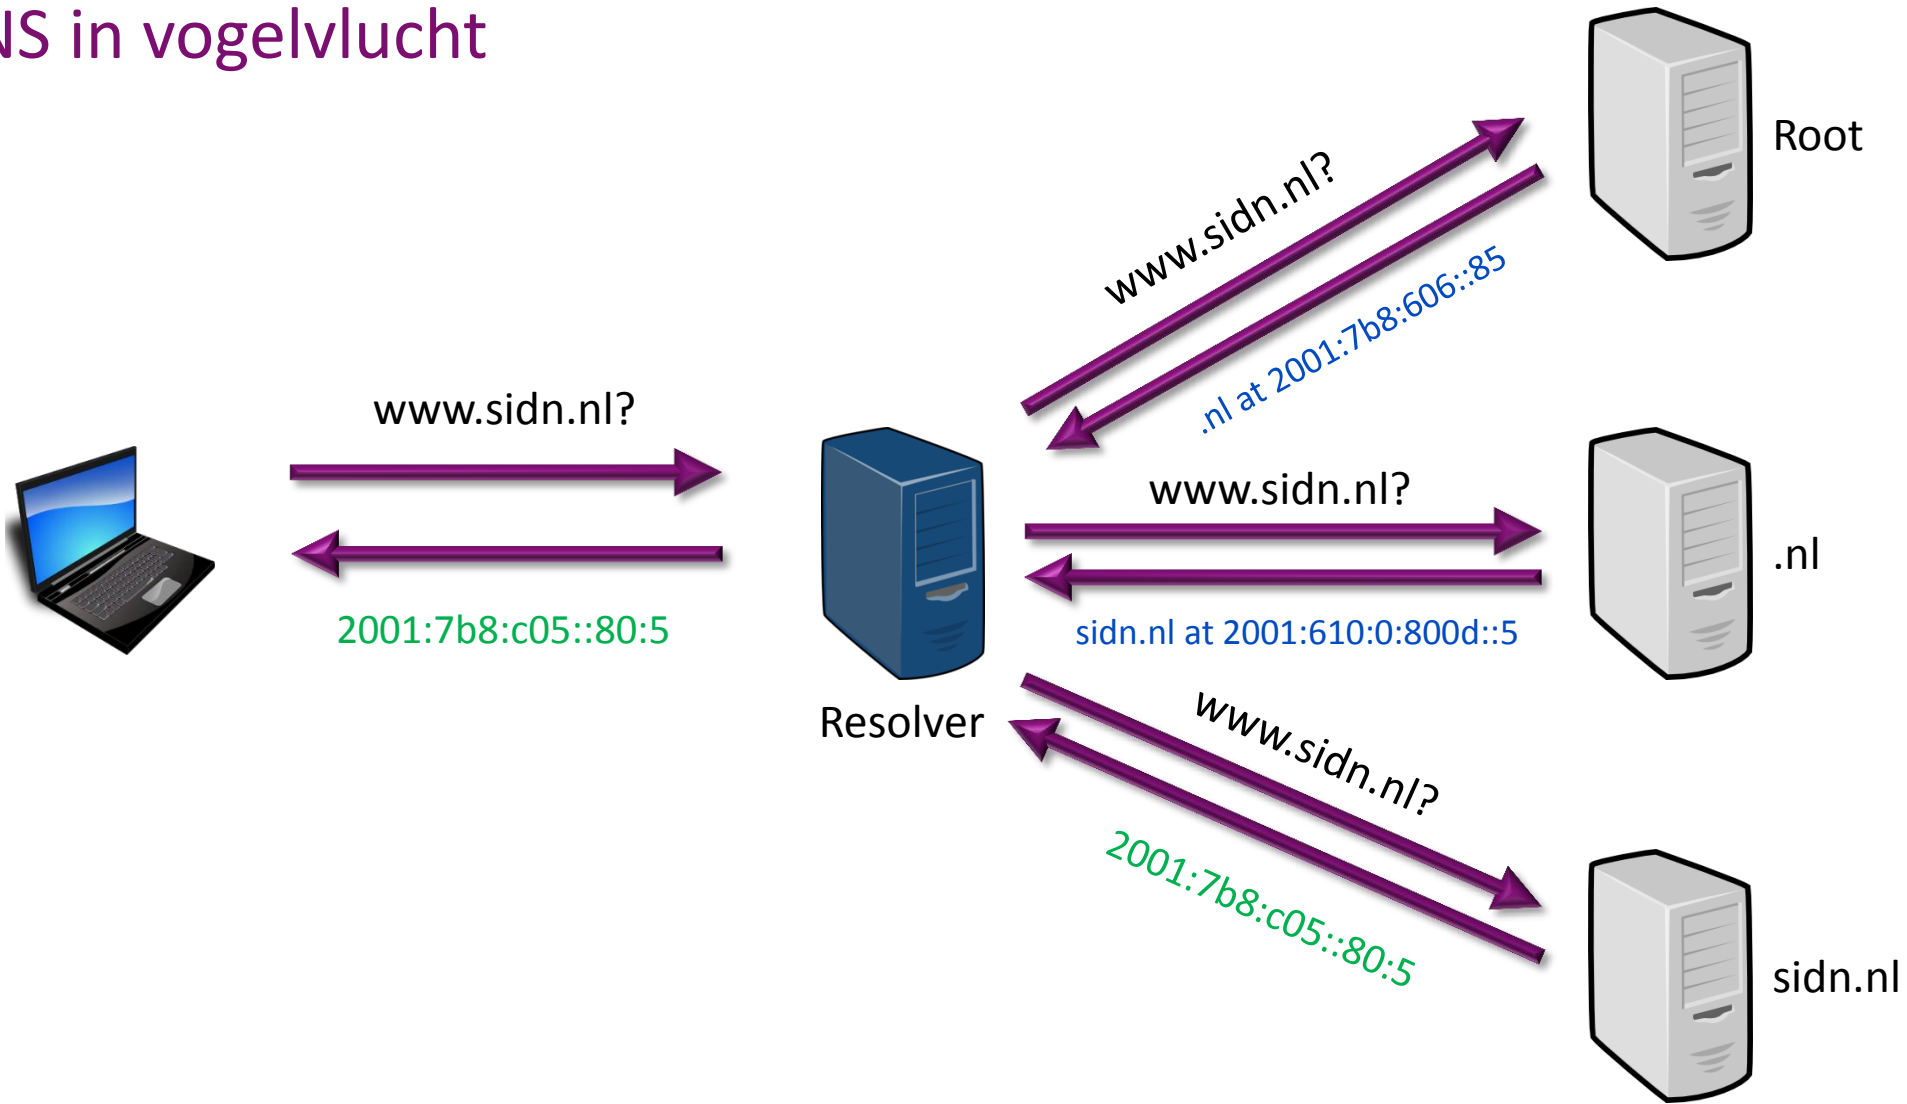 NS in vogelvlucht
Root
www.sidn.nl?
.nl at 2001:7b8:606::85
www.sidn.nl?
2001:7b8:c05::80:5
Resolver
www.sidn.nl?
sidn.nl at 2001:610:0:800d::5
.nl
www.sidn.nl?
2001:7b8:c05::80:5
sidn.nl